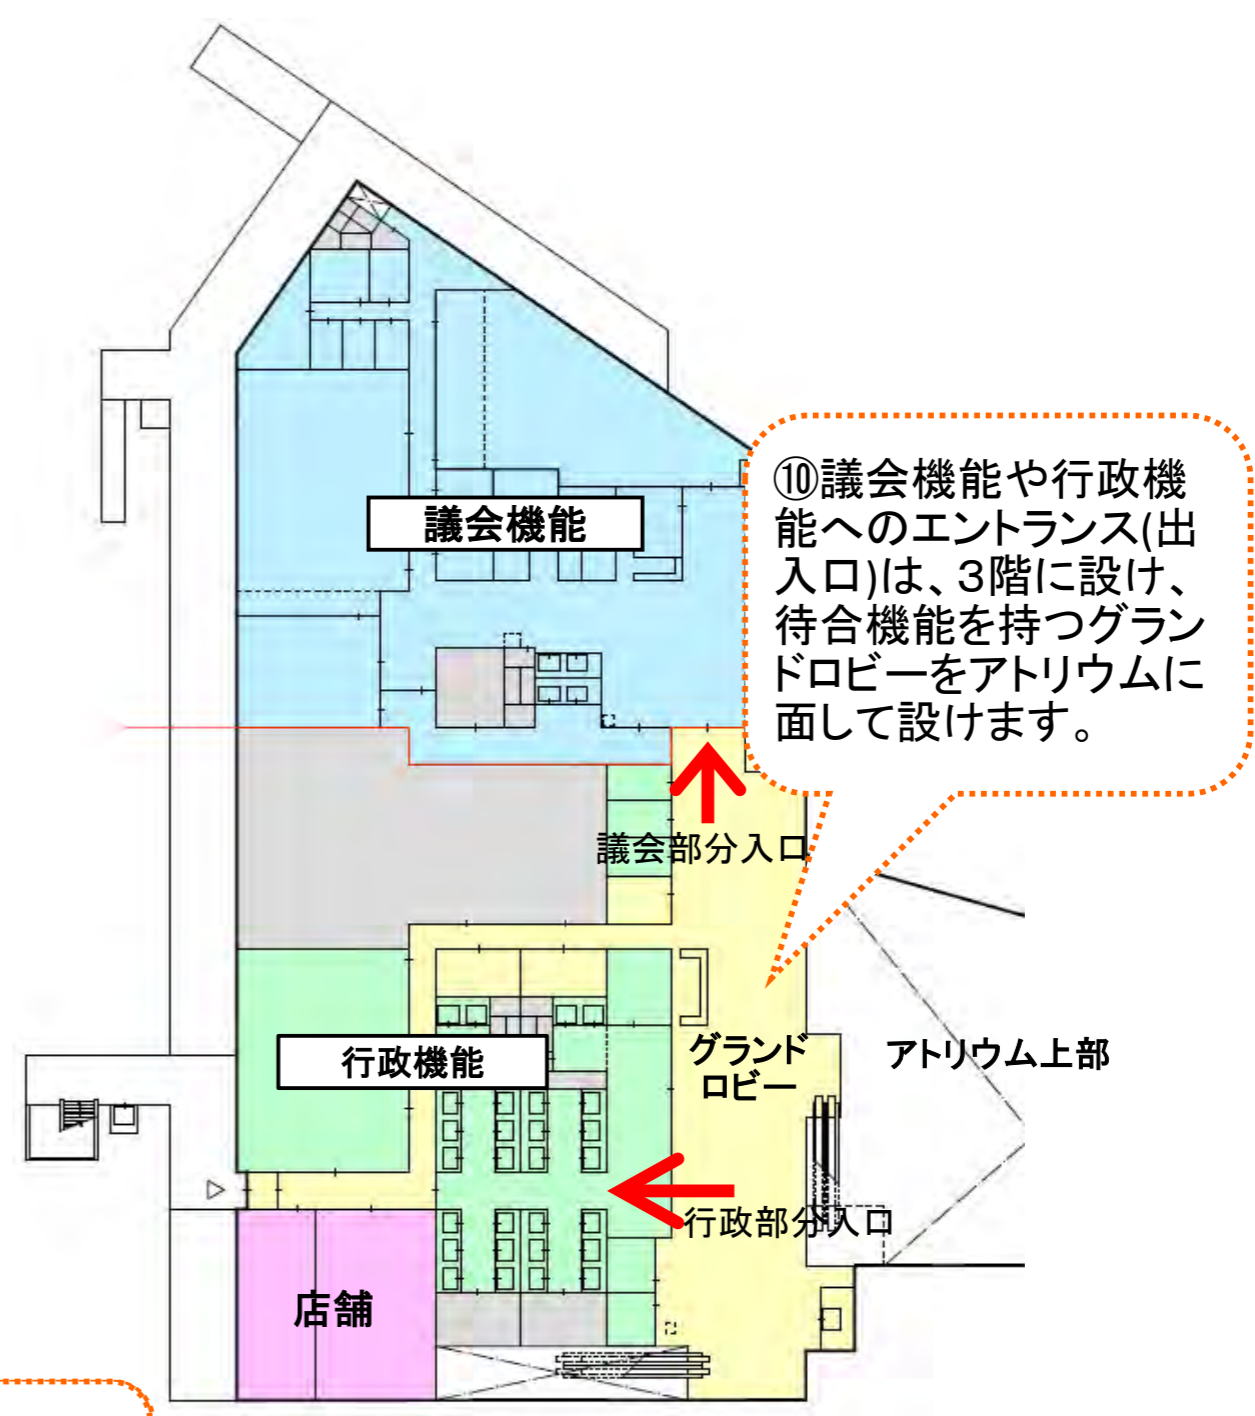 議会機能
⑩議会機能や行政機
能へのエントランス(出
入口)は、3階に設け、
待合機能を持つグラン
ドロビーをアトリウムに
面して設けます。
議会部分入口
行政機能
グランド
ロビー
アトリウム上部
行政部分入口
店舗